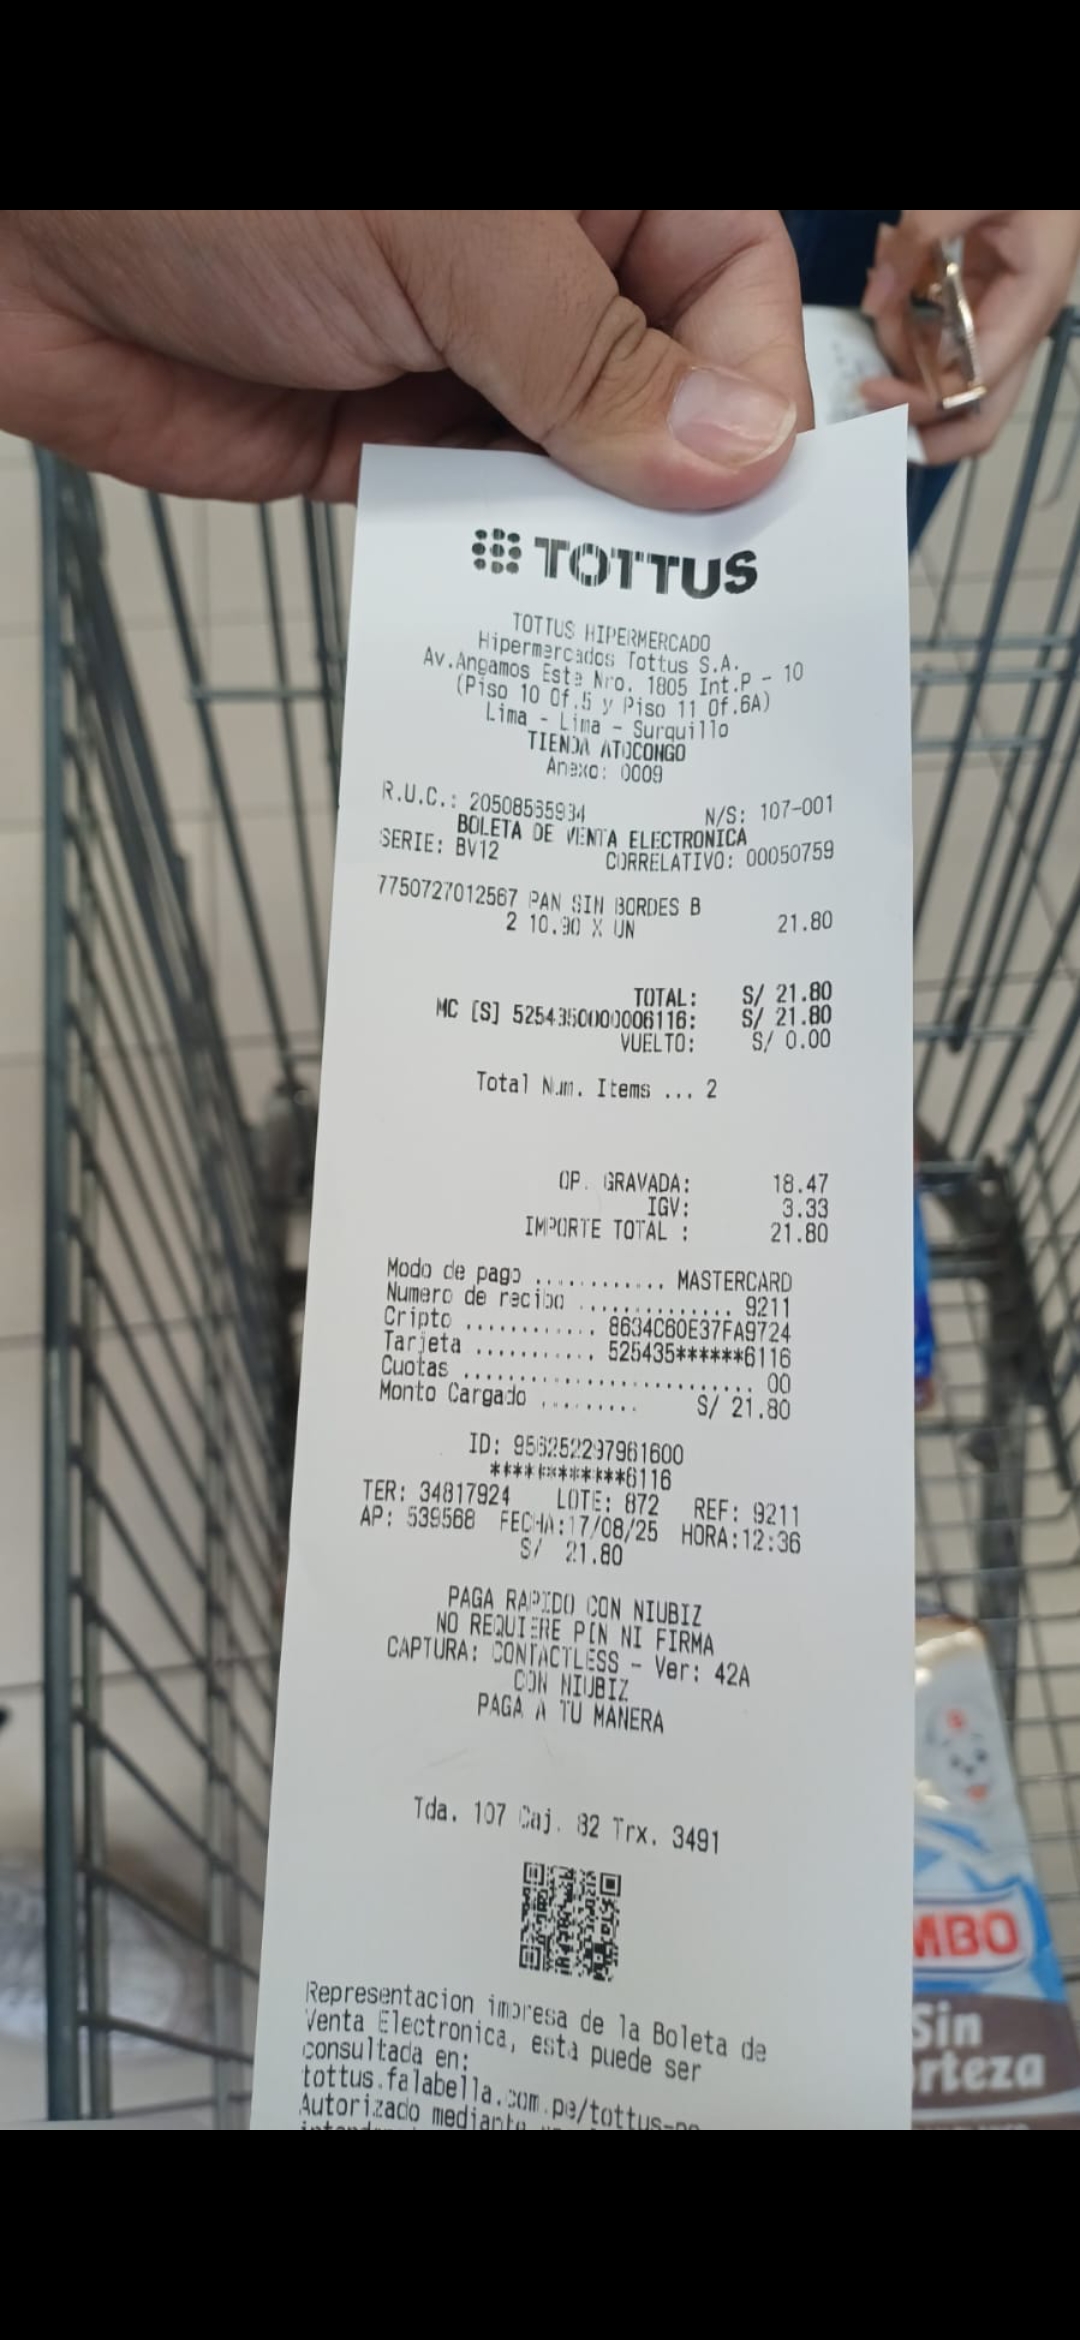 TOTTUS
TOTTUS HIPERMERCADO
Hipermercados Tottus S.A.
Av.Angamos Este Nro. 1805 Int.P - 10
(Piso 10 Of.5 y Piso 11 Of.6A)
Lima - Lima - Surquillo
TIENDA ATOCONGO
Anexo: 0009
R.U.C.: 20508565934 N/S: 107-001
BOLETA DE VENTA ELECTRONICA
SERIE: BV12 CORRELATIVO: 00050759
7750727012567 PAN SIN BORDES B
2 10.90 X UN 21.80
TOTAL: S/ 21.80
MC [S] 5254350000006116: S/ 21.80
VUELTO: S/ 0.00
Total Num. Items ... 2
OP. GRAVADA: 18.47
IGV: 3.33
IMPORTE TOTAL : 21.80
Modo de pago ............ MASTERCARD
Numero de recibo .............. 9211
Cripto ............ 8634C60E37FA9724
Tarjeta ........... 525435******6116
Cuotas .......................... 00
Monto Cargado ......... S/ 21.80
ID: 956252297961600
************6116
TER: 34817924 LOTE: 872 REF: 9211
AP: 539568 FECHA:17/08/25 HORA:12:36
S/ 21.80
PAGA RAPIDO CON NIUBIZ
NO REQUIERE PIN NI FIRMA
CAPTURA: CONTACTLESS - Ver: 42A
CON NIUBIZ
PAGA A TU MANERA
Tda. 107 Caj. 82 Trx. 3491
Representacion impresa de la Boleta de
Venta Electronica, esta puede ser
consultada en:
tottus.falabella.com.pe/tottus-pe
Autorizado mediante
MBO
Sin
rteza